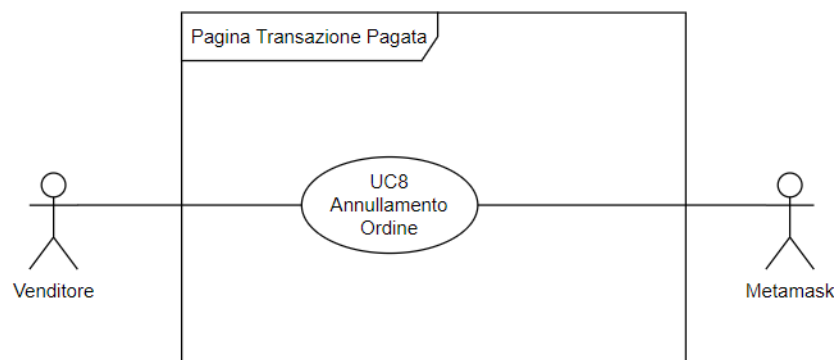 Pagina Transazione Pagata
UC8
Annullamento
Ordine
Venditore
Metamask